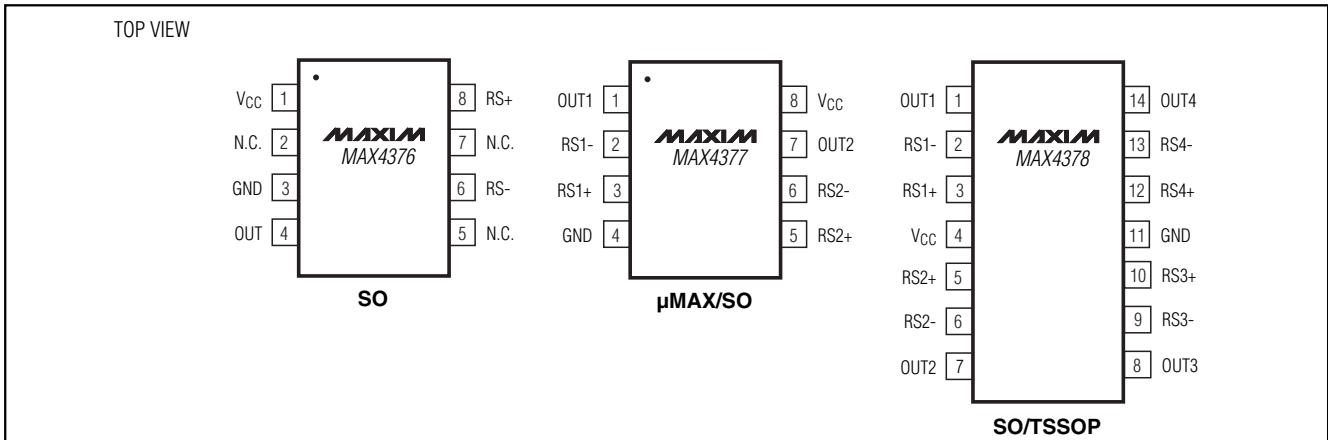 TOP VIEW
VCC 1
N.C. 2
GND 3
OUT 4
8 RS+
7 N.C.
6 RS-
5 N.C.
MAXIM
MAX4376
SO
OUT1 1
RS1- 2
RS1+ 3
GND 4
8 VCC
7 OUT2
6 RS2-
5 RS2+
MAXIM
MAX4377
µMAX/SO
OUT1 1
RS1- 2
RS1+ 3
VCC 4
RS2+ 5
RS2- 6
OUT2 7
14 OUT4
13 RS4-
12 RS4+
11 GND
10 RS3+
9 RS3-
8 OUT3
MAXIM
MAX4378
SO/TSSOP